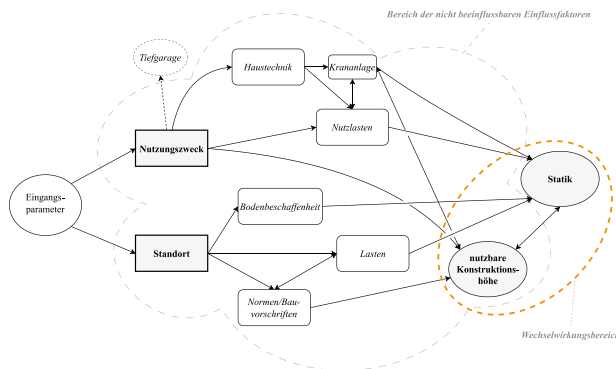 Bereich der nicht beeinflussbaren Einflussfaktoren
Tiefgarage
Haustechnik
Krananlage
Nutzlasten
Nutzungszweck
Statik
Eingangs-
parameter
Bodenbeschaffenheit
Standort
Lasten
nutzbare
Konstruktions-
höhe
Normen/Bau-
vorschriften
Wechselwirkungsbereich